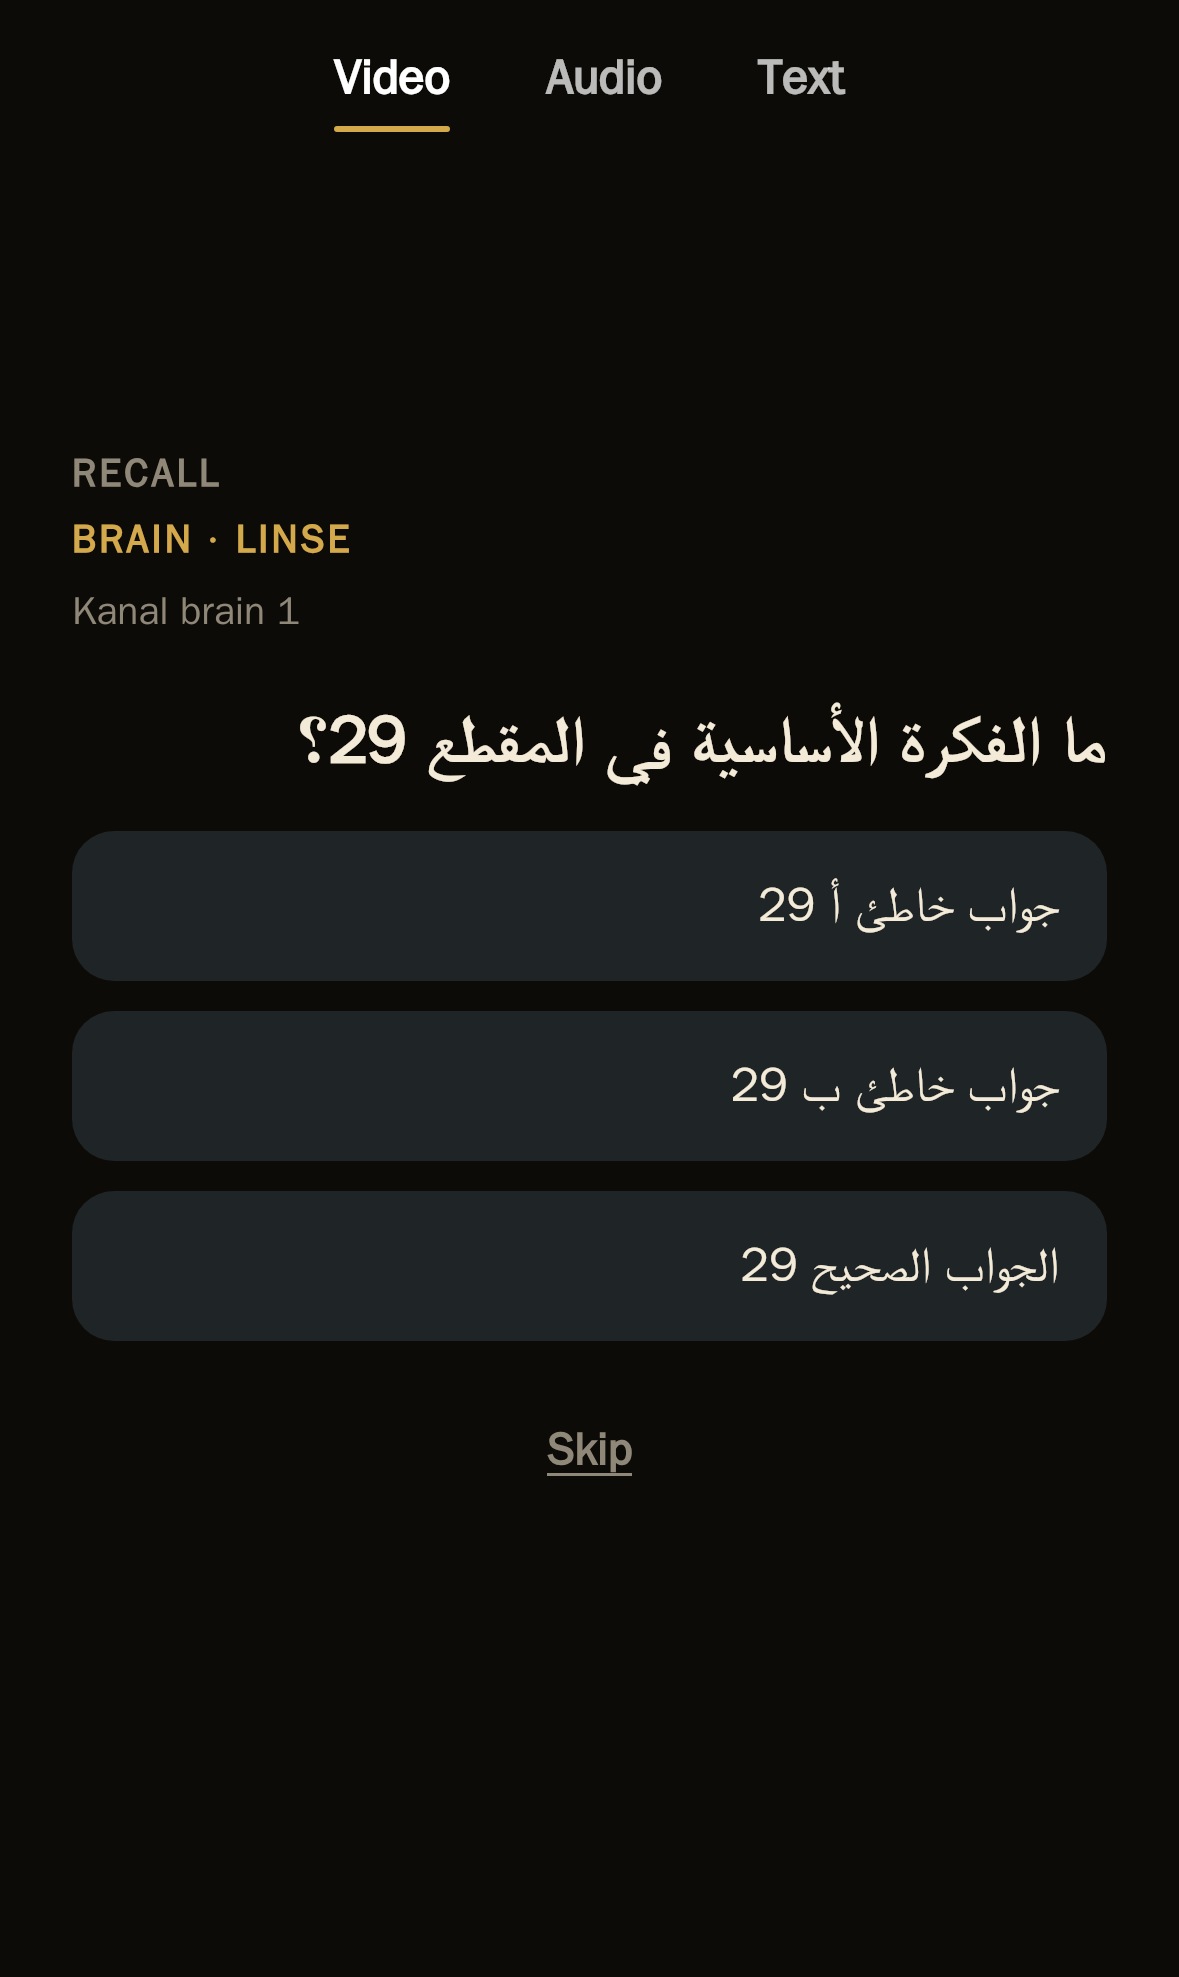 Video Audio Text
RECALL
BRAIN · LINSE
Kanal brain 1
ما الفكرة الأساسية في المقطع 29؟
جواب خاطئ أ 29
جواب خاطئ ب 29
الجواب الصحيح 29
Skip